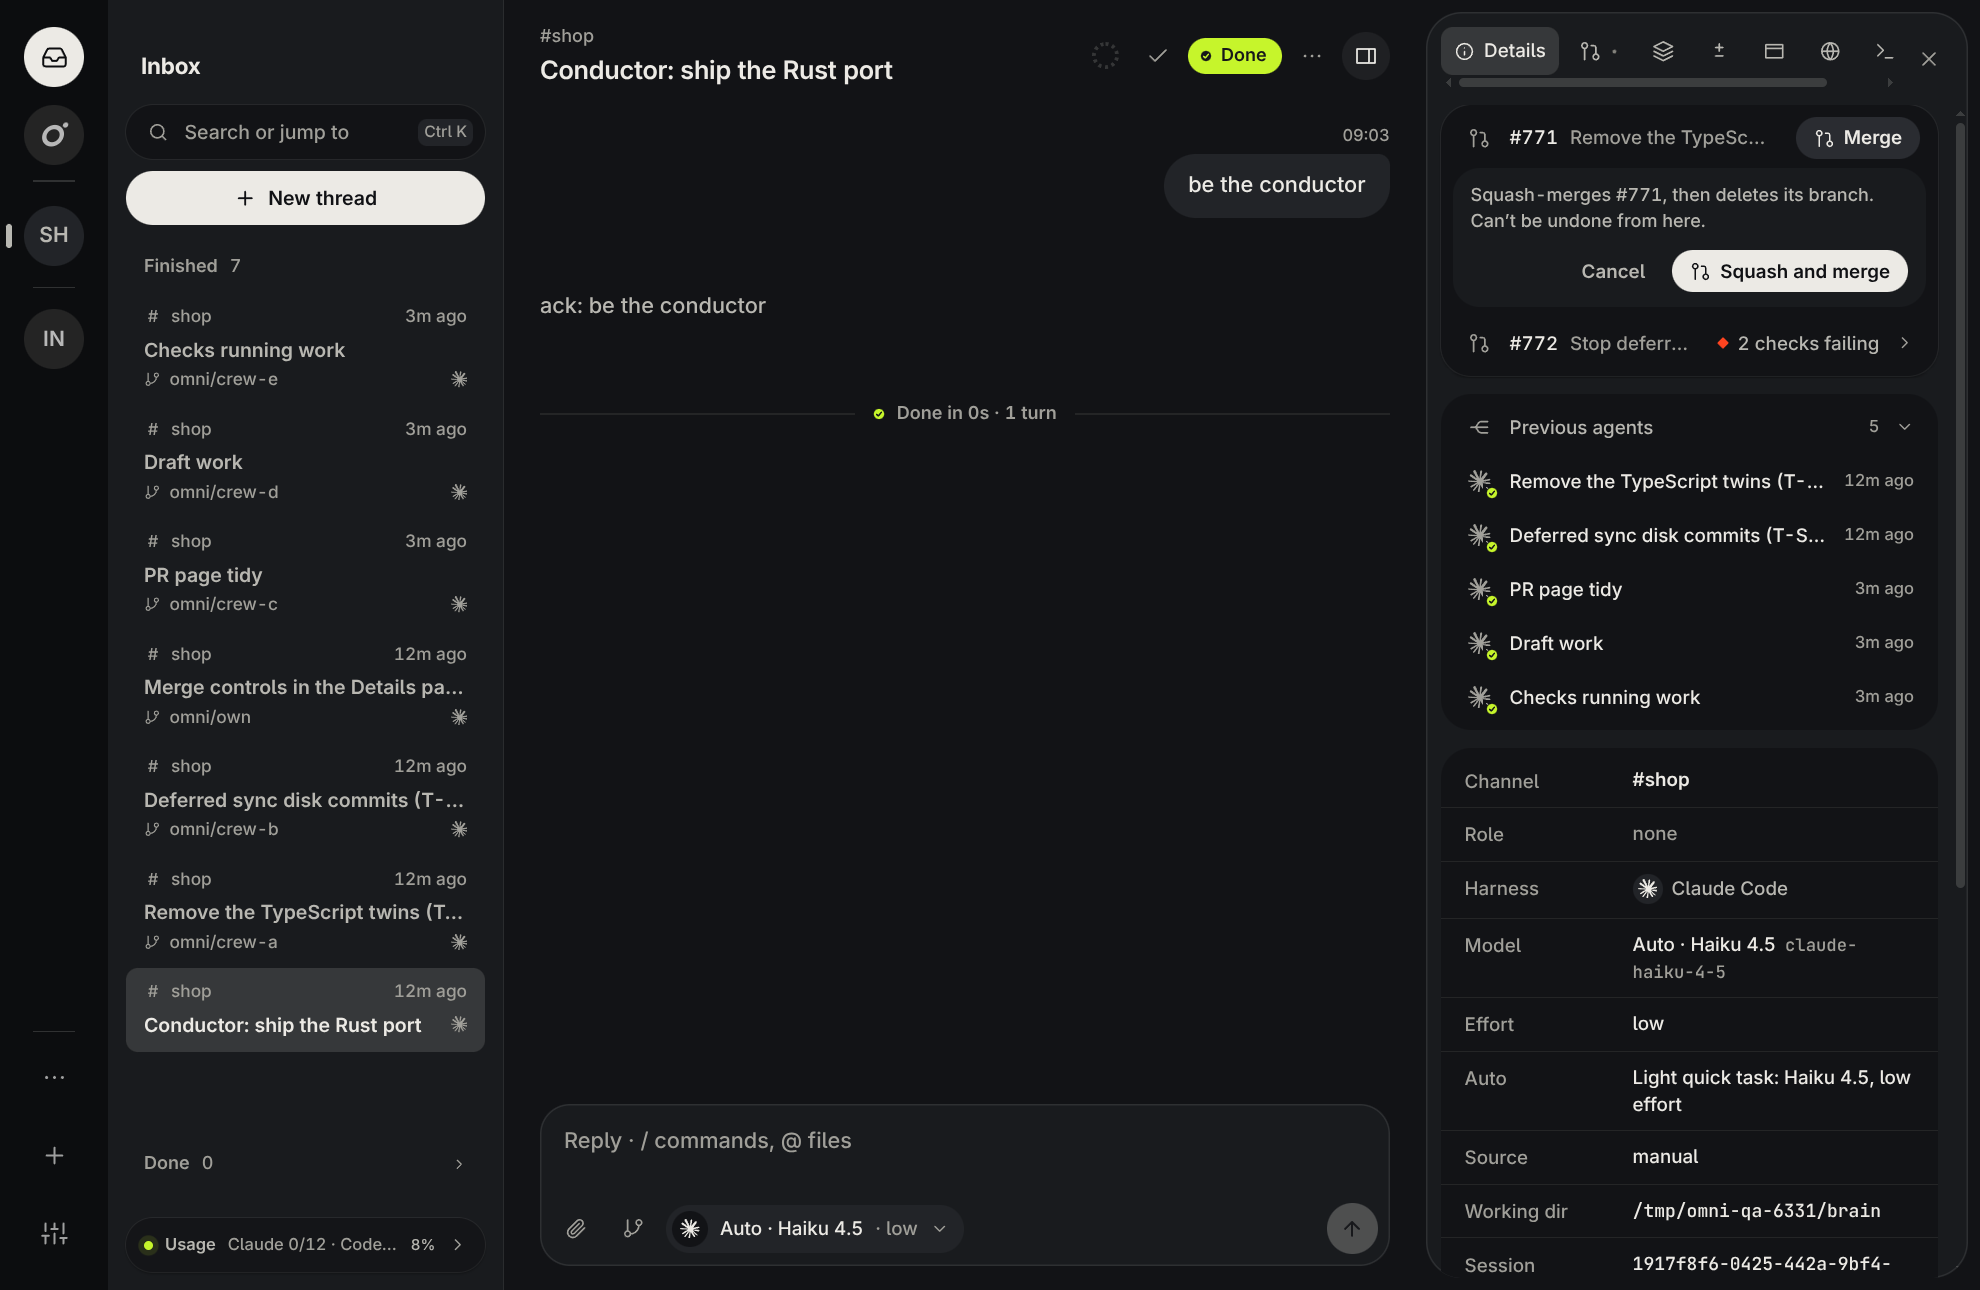 SH
IN
Inbox
Search or jump to
Ctrl K
New thread
Finished 7
# shop 3m ago
Checks running work
omni/crew-e
# shop 3m ago
Draft work
omni/crew-d
# shop 3m ago
PR page tidy
omni/crew-c
# shop 12m ago
Merge controls in the Details pa...
omni/own
# shop 12m ago
Deferred sync disk commits (T-...
omni/crew-b
# shop 12m ago
Remove the TypeScript twins (T...
omni/crew-a
# shop 12m ago
Conductor: ship the Rust port
Done 0
Usage Claude 0/12 · Code... 8%
#shop
Conductor: ship the Rust port
Done
09:03
be the conductor
ack: be the conductor
Done in 0s · 1 turn
Reply · / commands, @ files
Auto · Haiku 4.5 · low
Details
#771 Remove the TypeSc... Merge
Squash-merges #771, then deletes its branch.
Can’t be undone from here.
Cancel Squash and merge
#772 Stop deferr... 2 checks failing
Previous agents 5
Remove the TypeScript twins (T-... 12m ago
Deferred sync disk commits (T-S... 12m ago
PR page tidy 3m ago
Draft work 3m ago
Checks running work 3m ago
Channel #shop
Role none
Harness Claude Code
Model Auto · Haiku 4.5 claude-
haiku-4-5
Effort low
Auto Light quick task: Haiku 4.5, low
effort
Source manual
Working dir /tmp/omni-qa-6331/brain
Session 1917f8f6-0425-442a-9bf4-